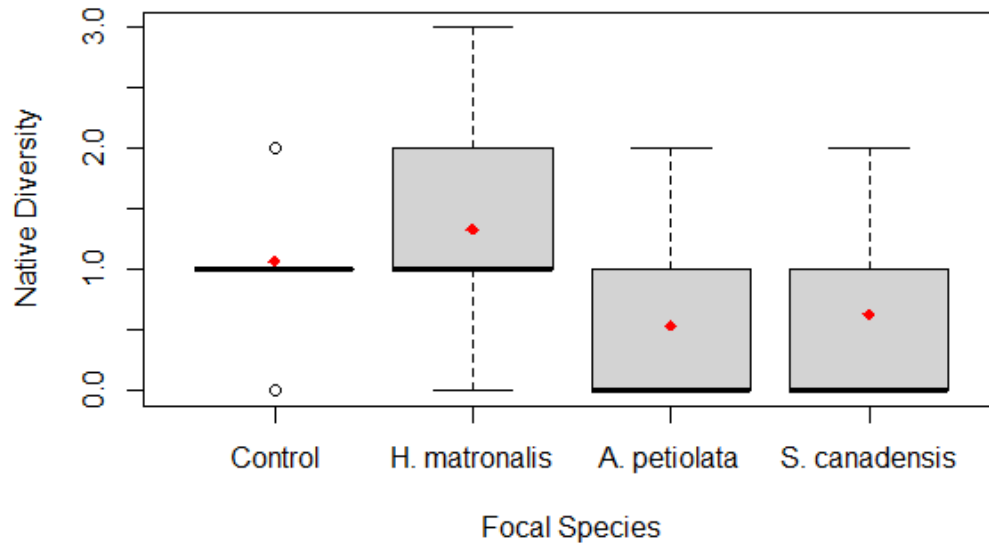 Native Diversity
3.0
2.0
1.0
0.0
Control H. matronalis A. petiolata S. canadensis
Focal Species